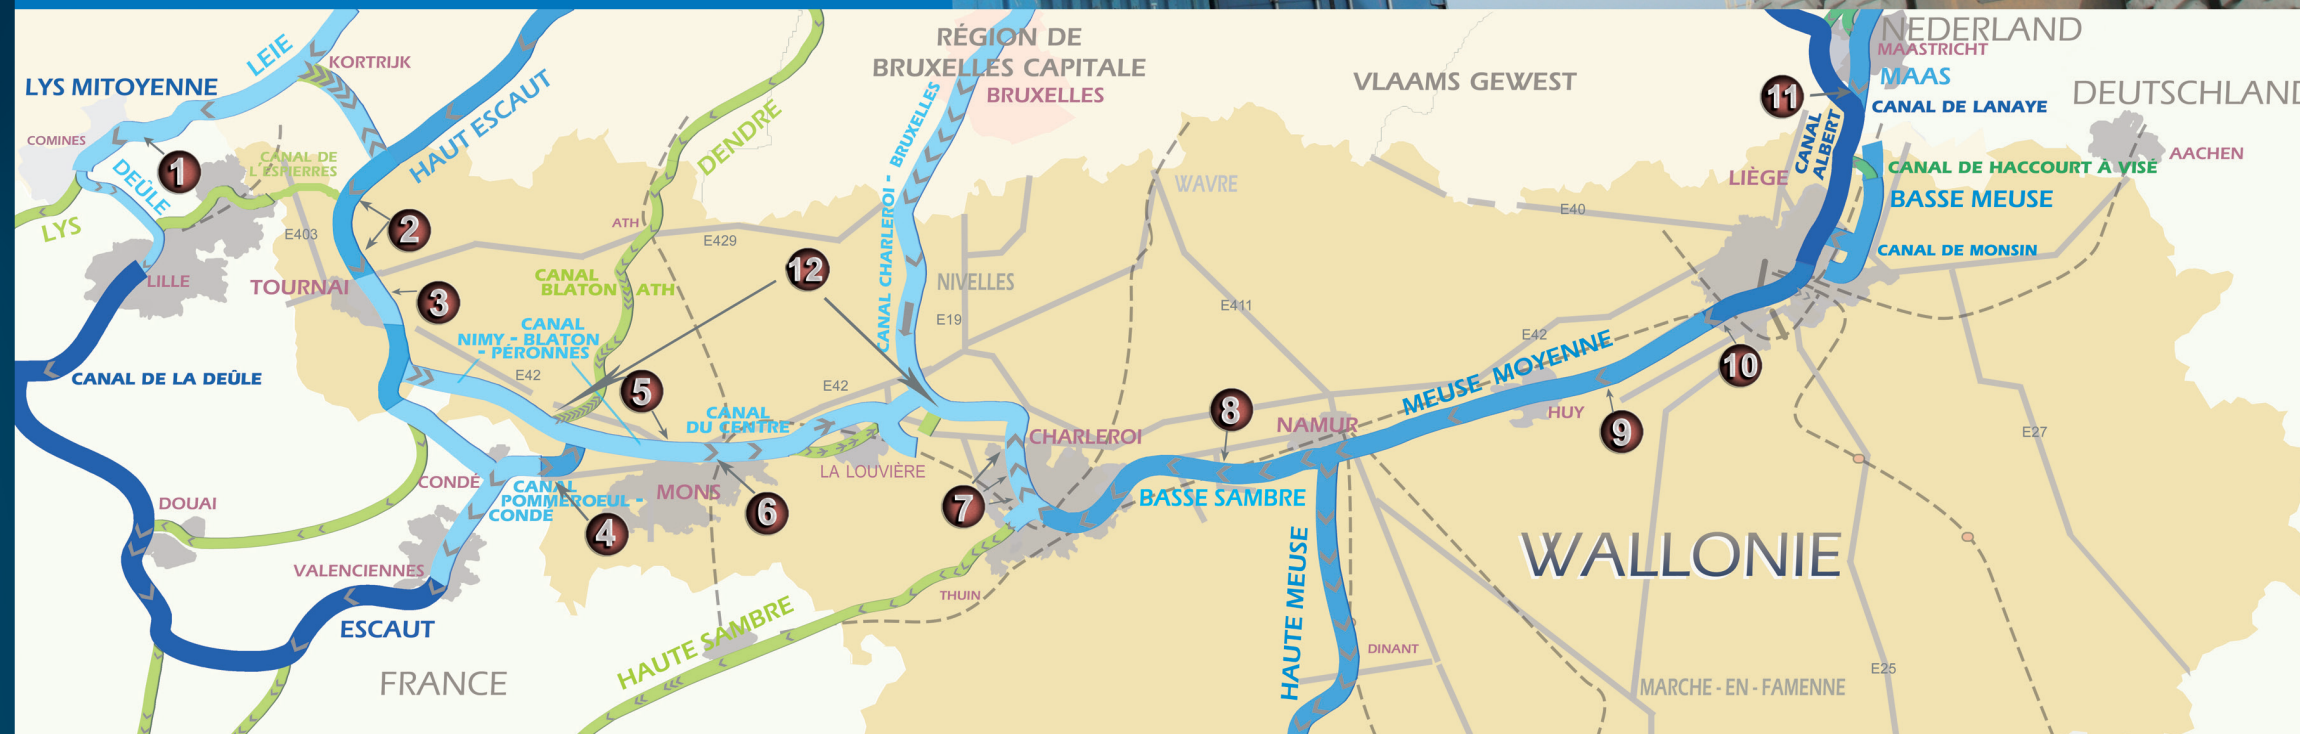 RÉGION DE
BRUXELLES CAPITALE
BRUXELLES
NEDERLAND
MAASTRICHT
LEIE
KORTRIJK
LYS MITOYENNE
VLAAMS GEWEST
MAAS
DEUTSCHLAND
11
CANAL DE LANAYE
HAUT ESCAUT
DENDRE
CANAL CHARLEROI - BRUXELLES
CANAL
ALBERT
COMINES
1
DEÛLE
CANAL DE
L'ESPIERRES
AACHEN
CANAL DE HACCOURT À VISÉ
LIÈGE
WAVRE
BASSE MEUSE
LYS
E403
2
ATH
E429
E40
CANAL DE MONSIN
12
LILLE
TOURNAI
CANAL
BLATON - ATH
NIVELLES
3
E19
E411
CANAL
NIMY - BLATON
- PÉRONNES
E42
CANAL DE LA DEÛLE
E42
5
E42
MEUSE MOYENNE
10
CANAL
DU CENTRE
8
HUY
9
NAMUR
CHARLEROI
E27
LA LOUVIÈRE
CONDÉ
CANAL
POMMEROEUL -
CONDÉ
MONS
BASSE SAMBRE
DOUAI
4
6
7
WALLONIE
VALENCIENNES
THUIN
HAUTE MEUSE
ESCAUT
HAUTE SAMBRE
DINANT
E25
FRANCE
MARCHE - EN - FAMENNE